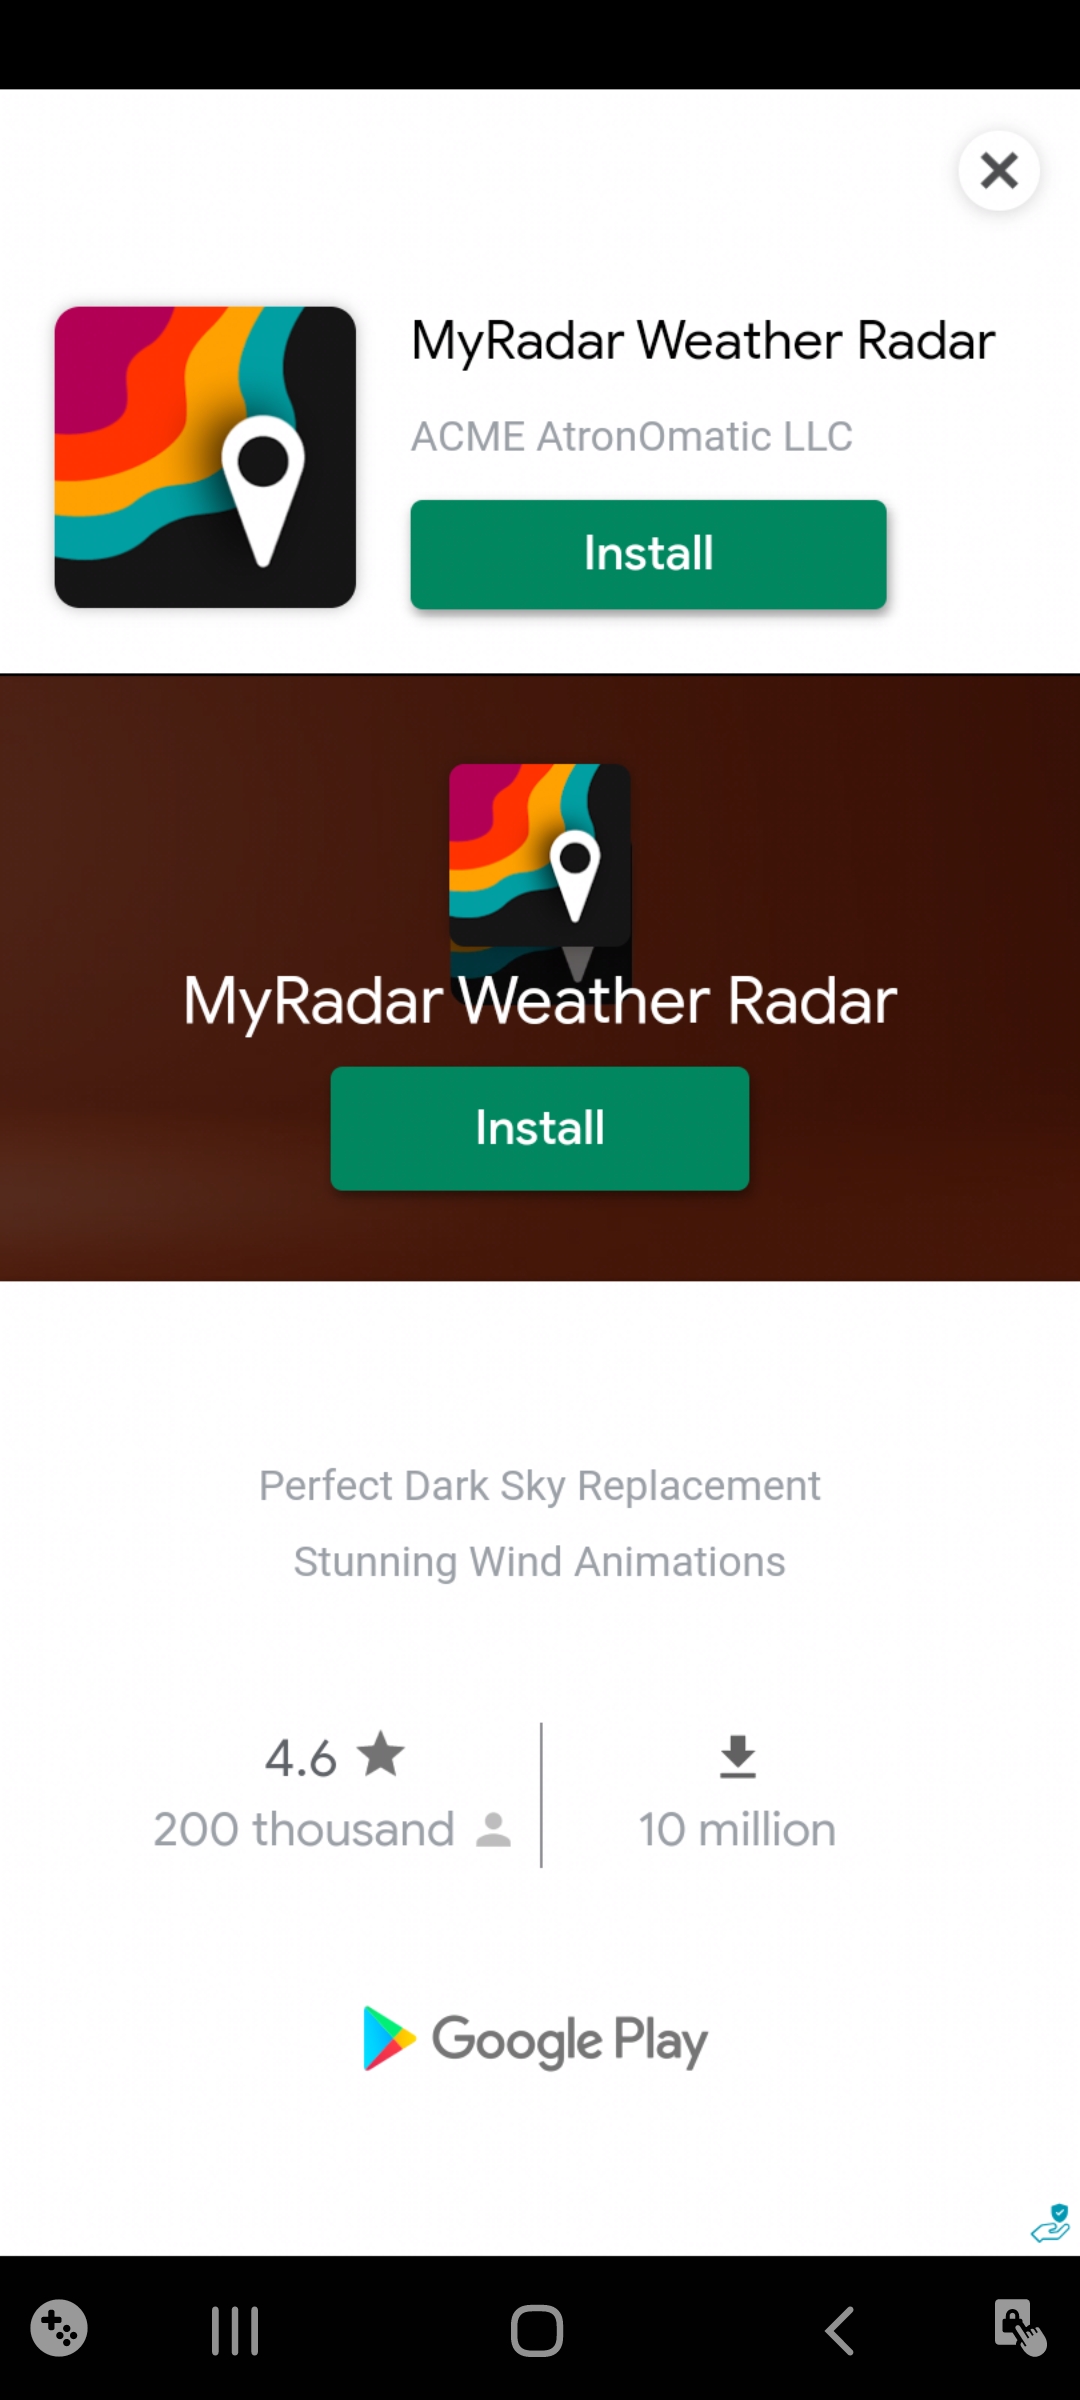 MyRadar Weather Radar
ACME AtronOmatic LLC
Install
MyRadar Weather Radar
Install
Perfect Dark Sky Replacement
Stunning Wind Animations
4.6
200 thousand
10 million
Google Play